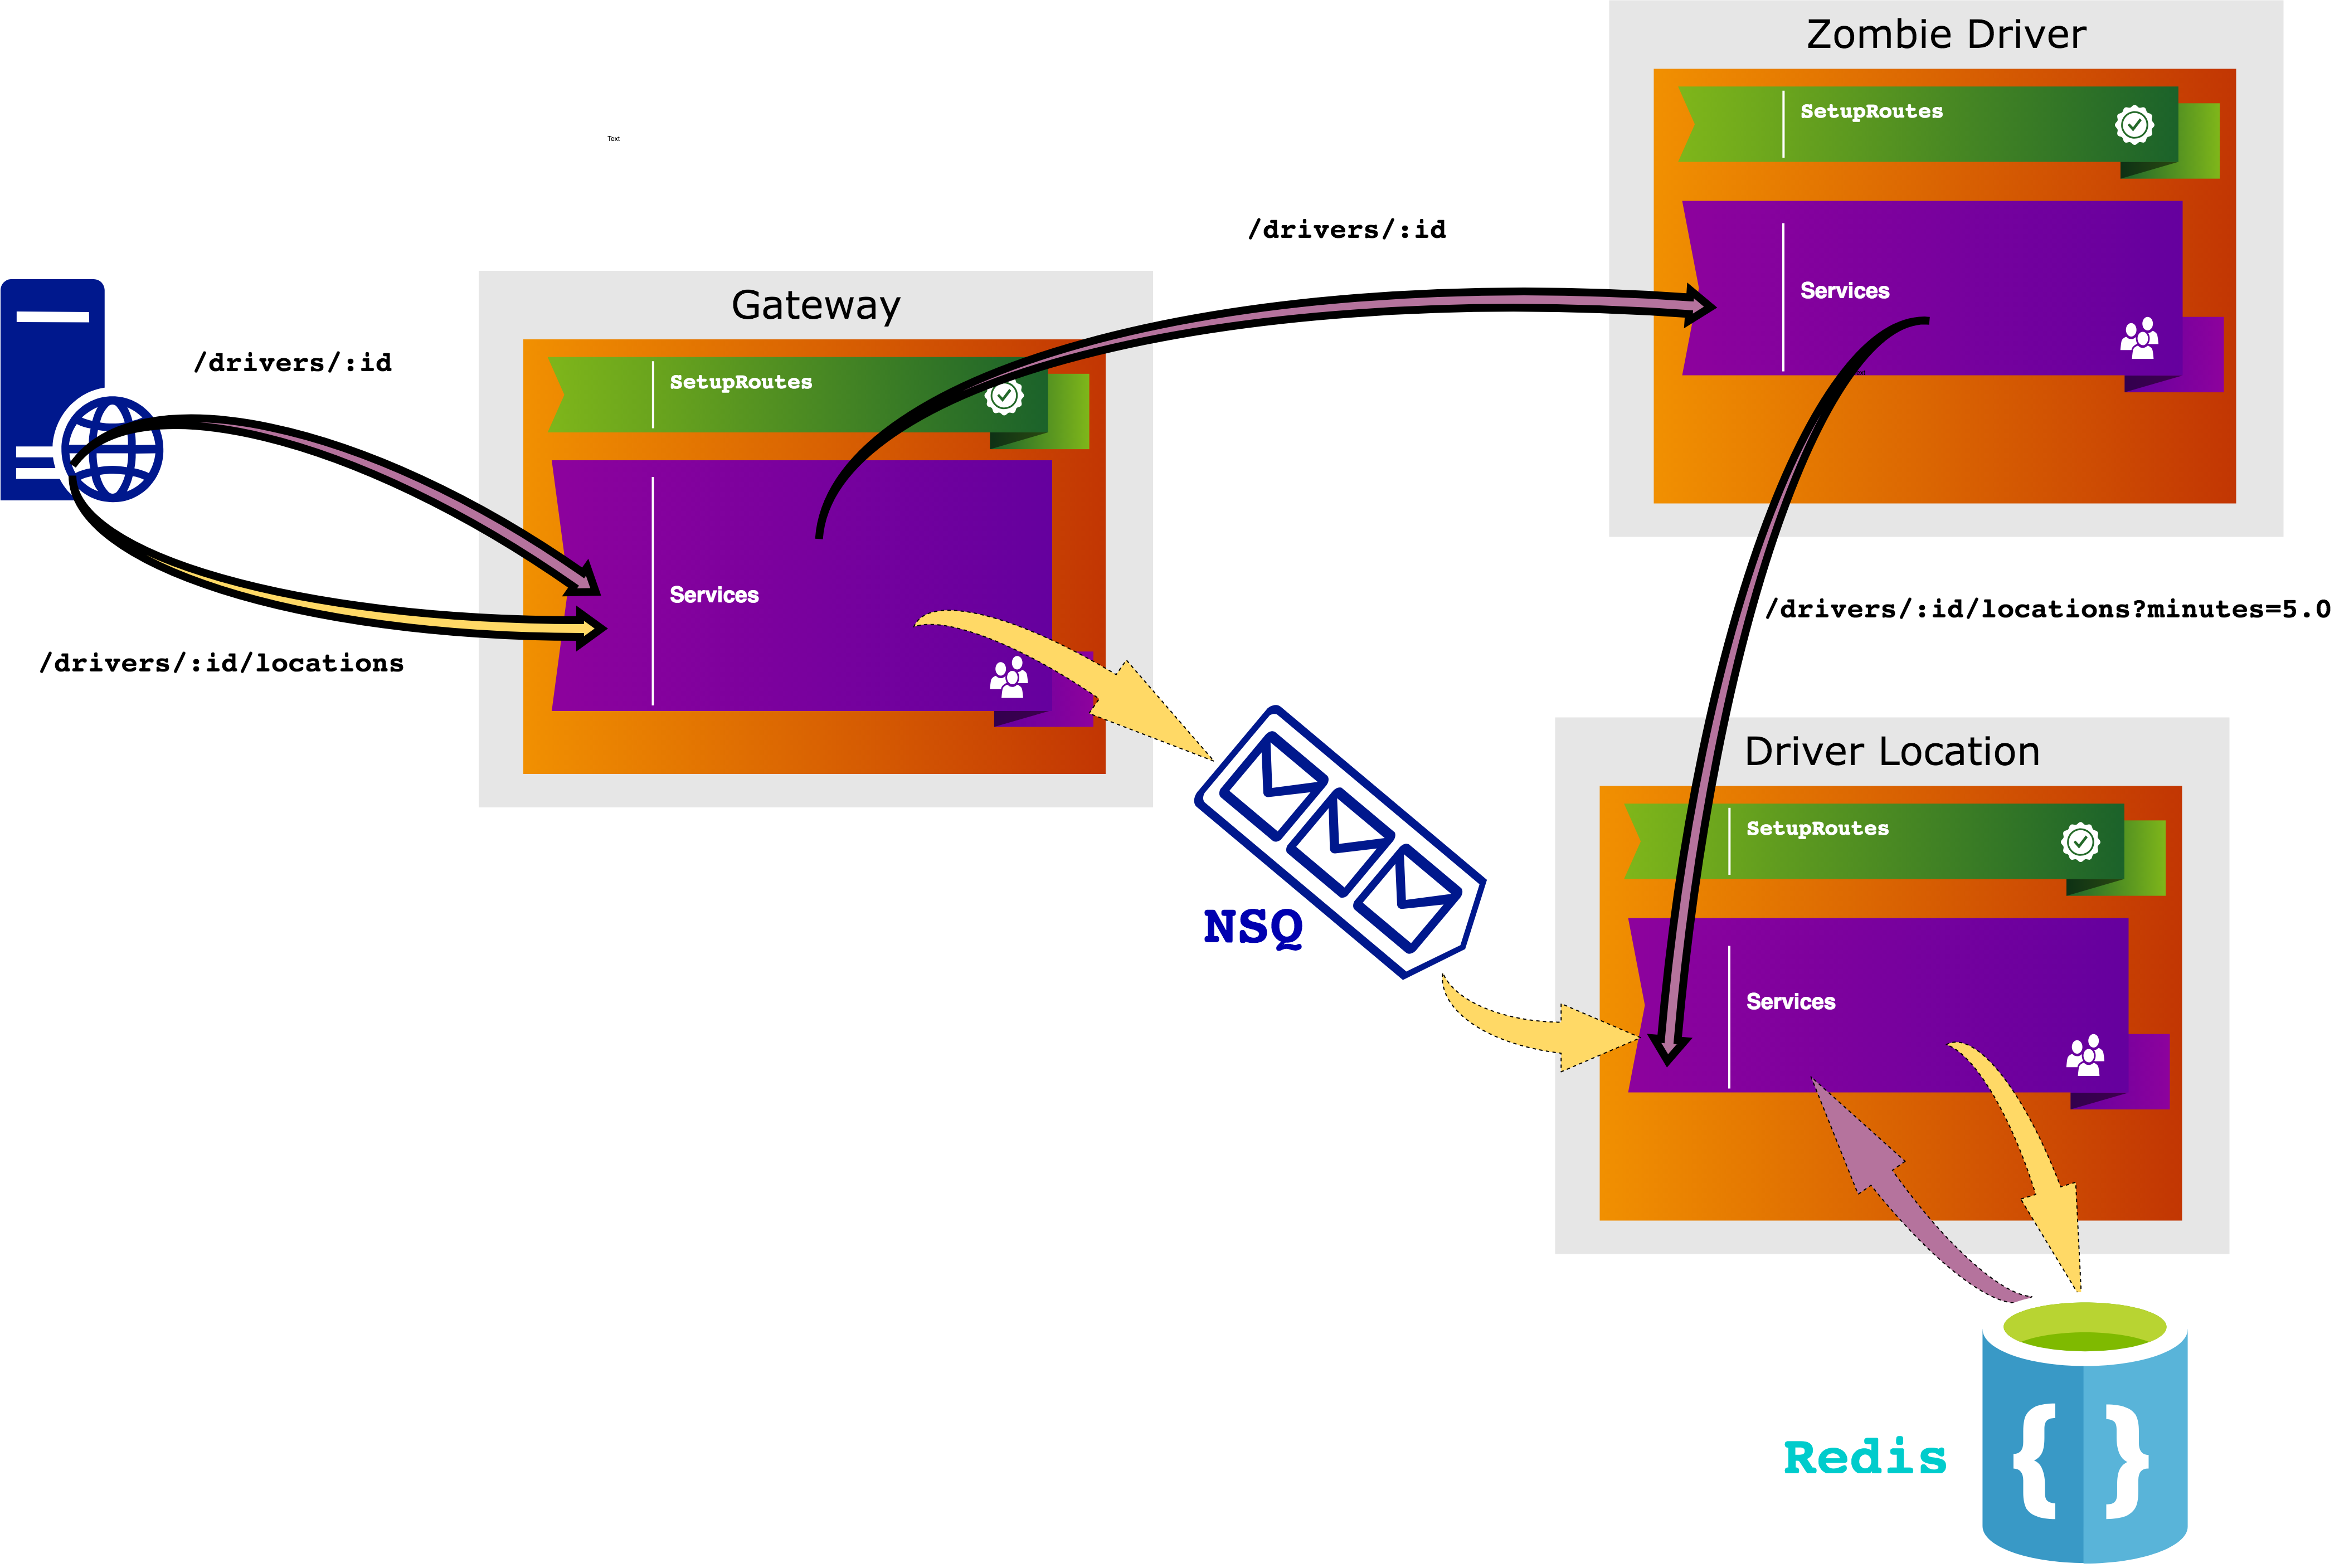 Zombie Driver
SetupRoutes
Text
/drivers/:id
Services
Gateway
/drivers/:id
SetupRoutes
Services
/drivers/:id/locations?minutes=5.0
/drivers/:id/locations
Driver Location
SetupRoutes
NSQ
Services
Redis